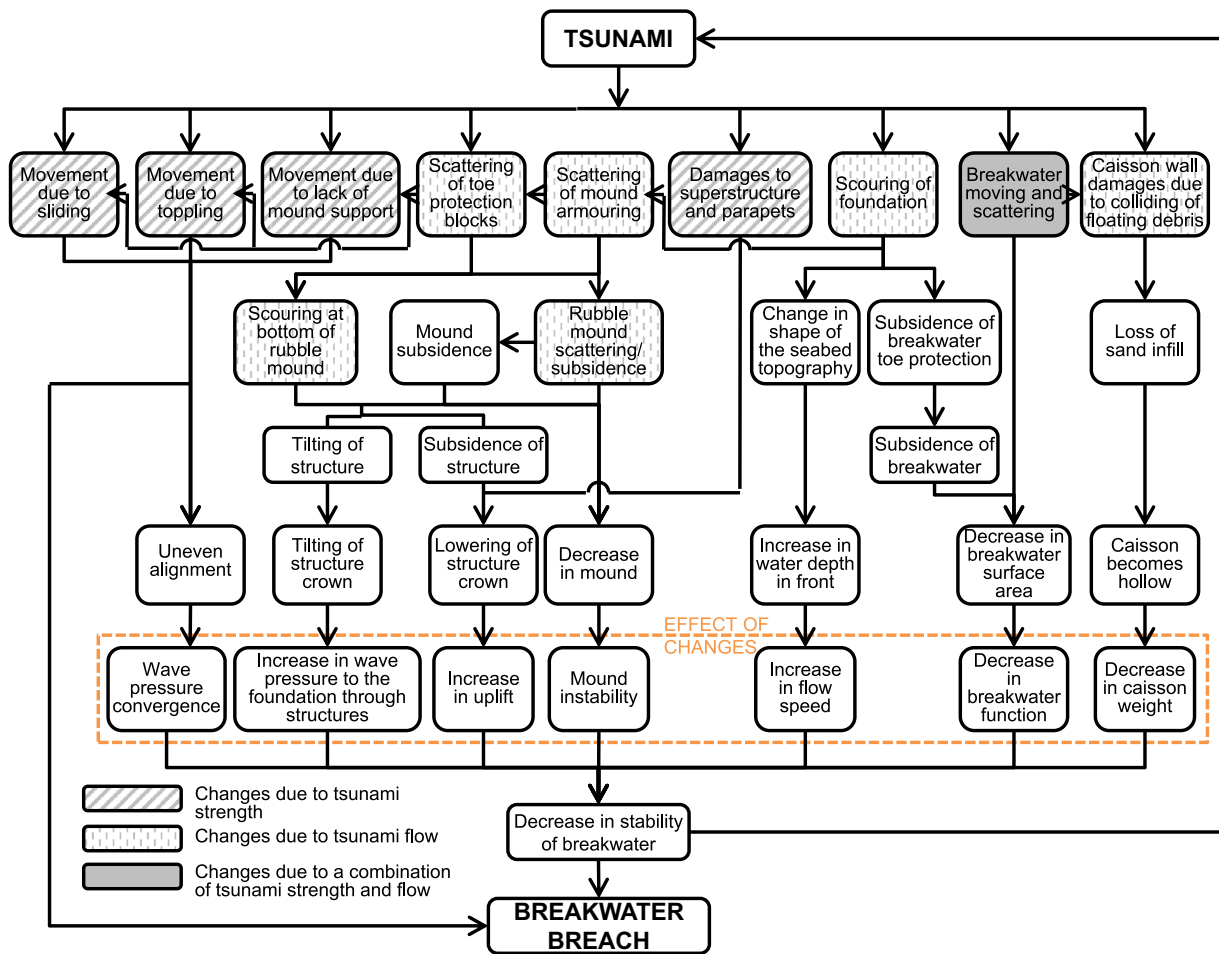 TSUNAMI
Movement
due to
sliding
Movement
due to
toppling
Movement due
to lack of
mound support
Scattering
of toe
protection
blocks
Scattering
of mound
armouring
Damages to
superstructure
and parapets
Scouring
of
foundation
Breakwater
moving and
scattering
Caisson wall
damages due
to colliding of
floating debris
Scouring at
bottom of
rubble
mound
Mound
subsidence
Rubble
mound
scattering/
subsidence
Change in
shape of
the seabed
topography
Subsidence of
breakwater
toe protection
Loss of
sand infill
Tilting of
structure
Subsidence of
structure
Subsidence
of breakwater
Uneven
alignment
Tilting of
structure
crown
Lowering of
structure
crown
Decrease
in mound
Increase in
water depth
in front
Decrease in
breakwater
surface
area
Caisson
becomes
hollow
EFFECT OF
CHANGES
Wave
pressure
convergence
Increase in wave
pressure to the
foundation through
structures
Increase
in uplift
Mound
instability
Increase
in flow
speed
Decrease
in
breakwater
function
Decrease
in caisson
weight
Changes due to tsunami
strength
Changes due to tsunami flow
Changes due to a combination
of tsunami strength and flow
Decrease in stability
of breakwater
BREAKWATER
BREACH